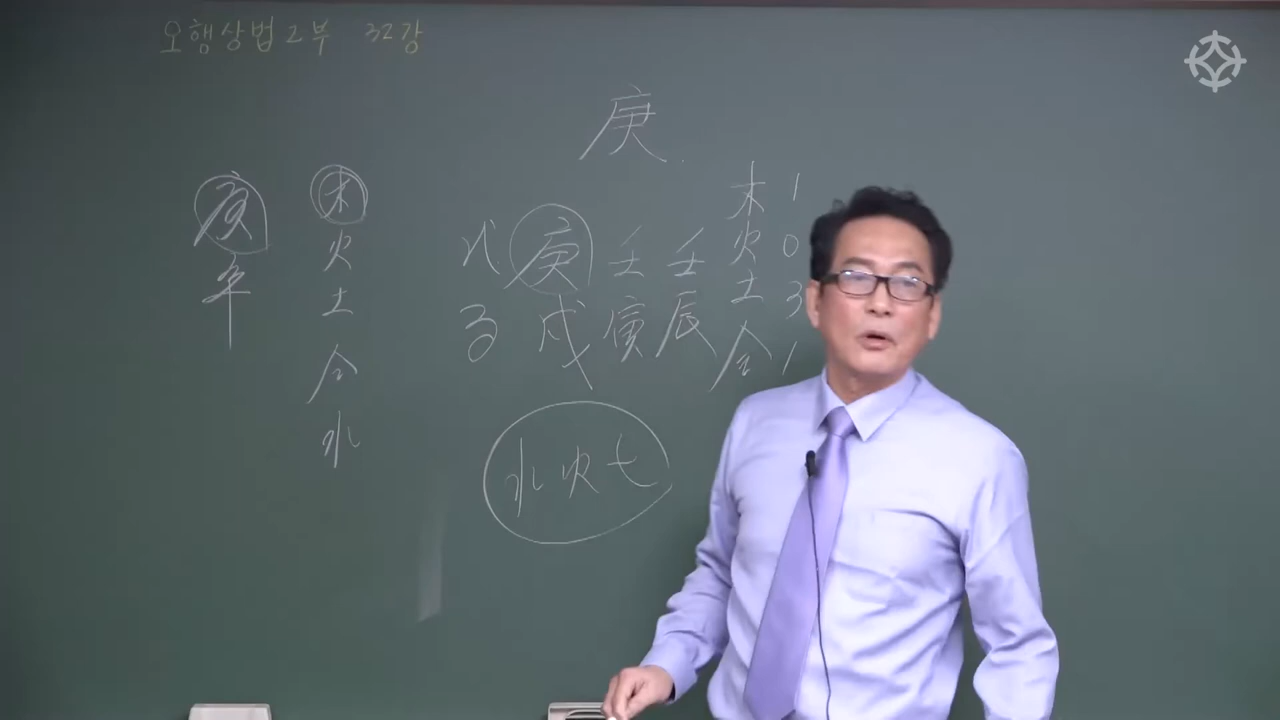 오행상법 2부 32강
庚
庚年
木
火
土
金
水
戊庚壬壬
子戌寅辰
木 1
火 0
土 3
金 1
水火土